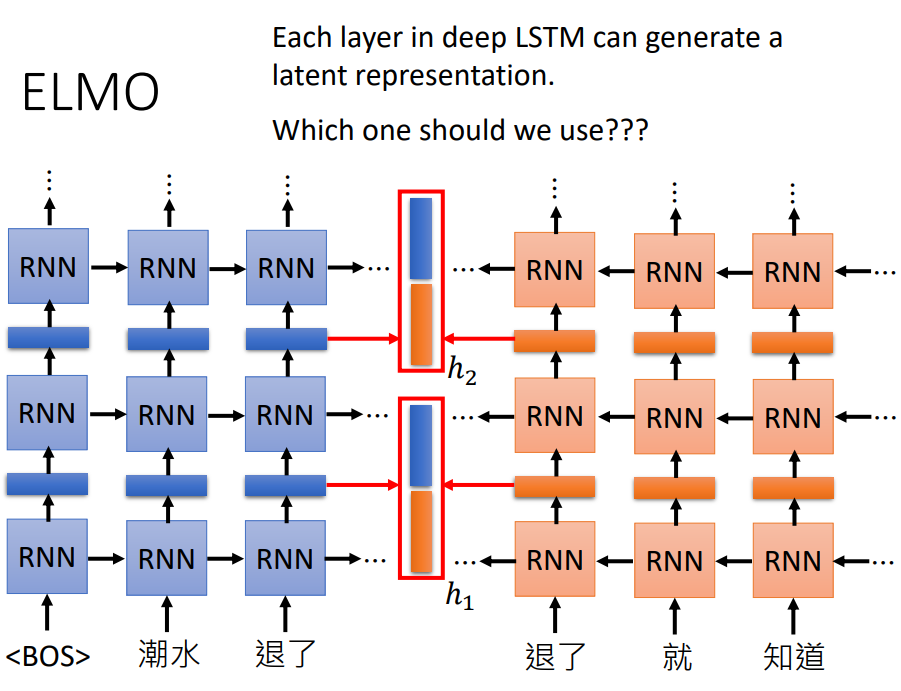 Each layer in deep LSTM can generate a
latent representation.
ELMO
Which one should we use???
⋮ ⋮ ⋮ ⋮ ⋮ ⋮
RNN RNN RNN … … RNN RNN RNN …
h₂
RNN RNN RNN … … RNN RNN RNN …
RNN RNN RNN … … RNN RNN RNN …
h₁
<BOS> 潮水 退了 退了 就 知道